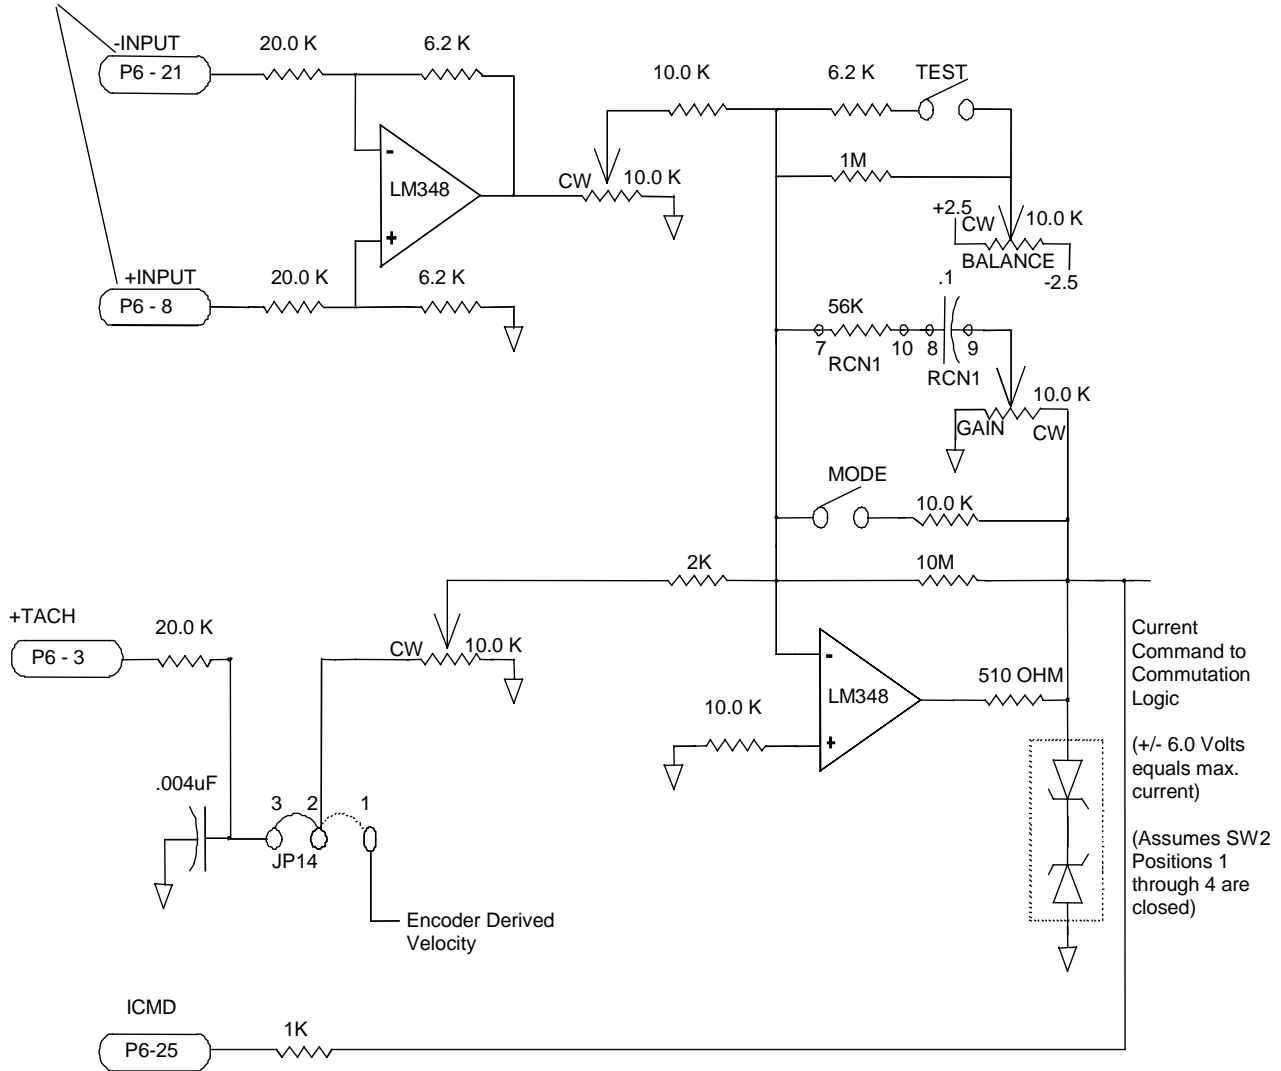 -INPUT
20.0 K
6.2 K
P6 - 21
10.0 K
6.2 K
TEST
-
LM348
+
CW
10.0 K
1M
+2.5
CW
10.0 K
BALANCE
-2.5
+INPUT
20.0 K
6.2 K
P6 - 8
.1
56K
7
10
8
9
RCN1
RCN1
10.0 K
GAIN
CW
MODE
10.0 K
2K
10M
+TACH
20.0 K
P6 - 3
CW
10.0 K
-
LM348
+
510 OHM
10.0 K
Current
Command to
Commutation
Logic
(+/- 6.0 Volts
equals max.
current)
(Assumes SW2
Positions 1
through 4 are
closed)
.004uF
3
2
1
JP14
Encoder Derived
Velocity
ICMD
1K
P6-25